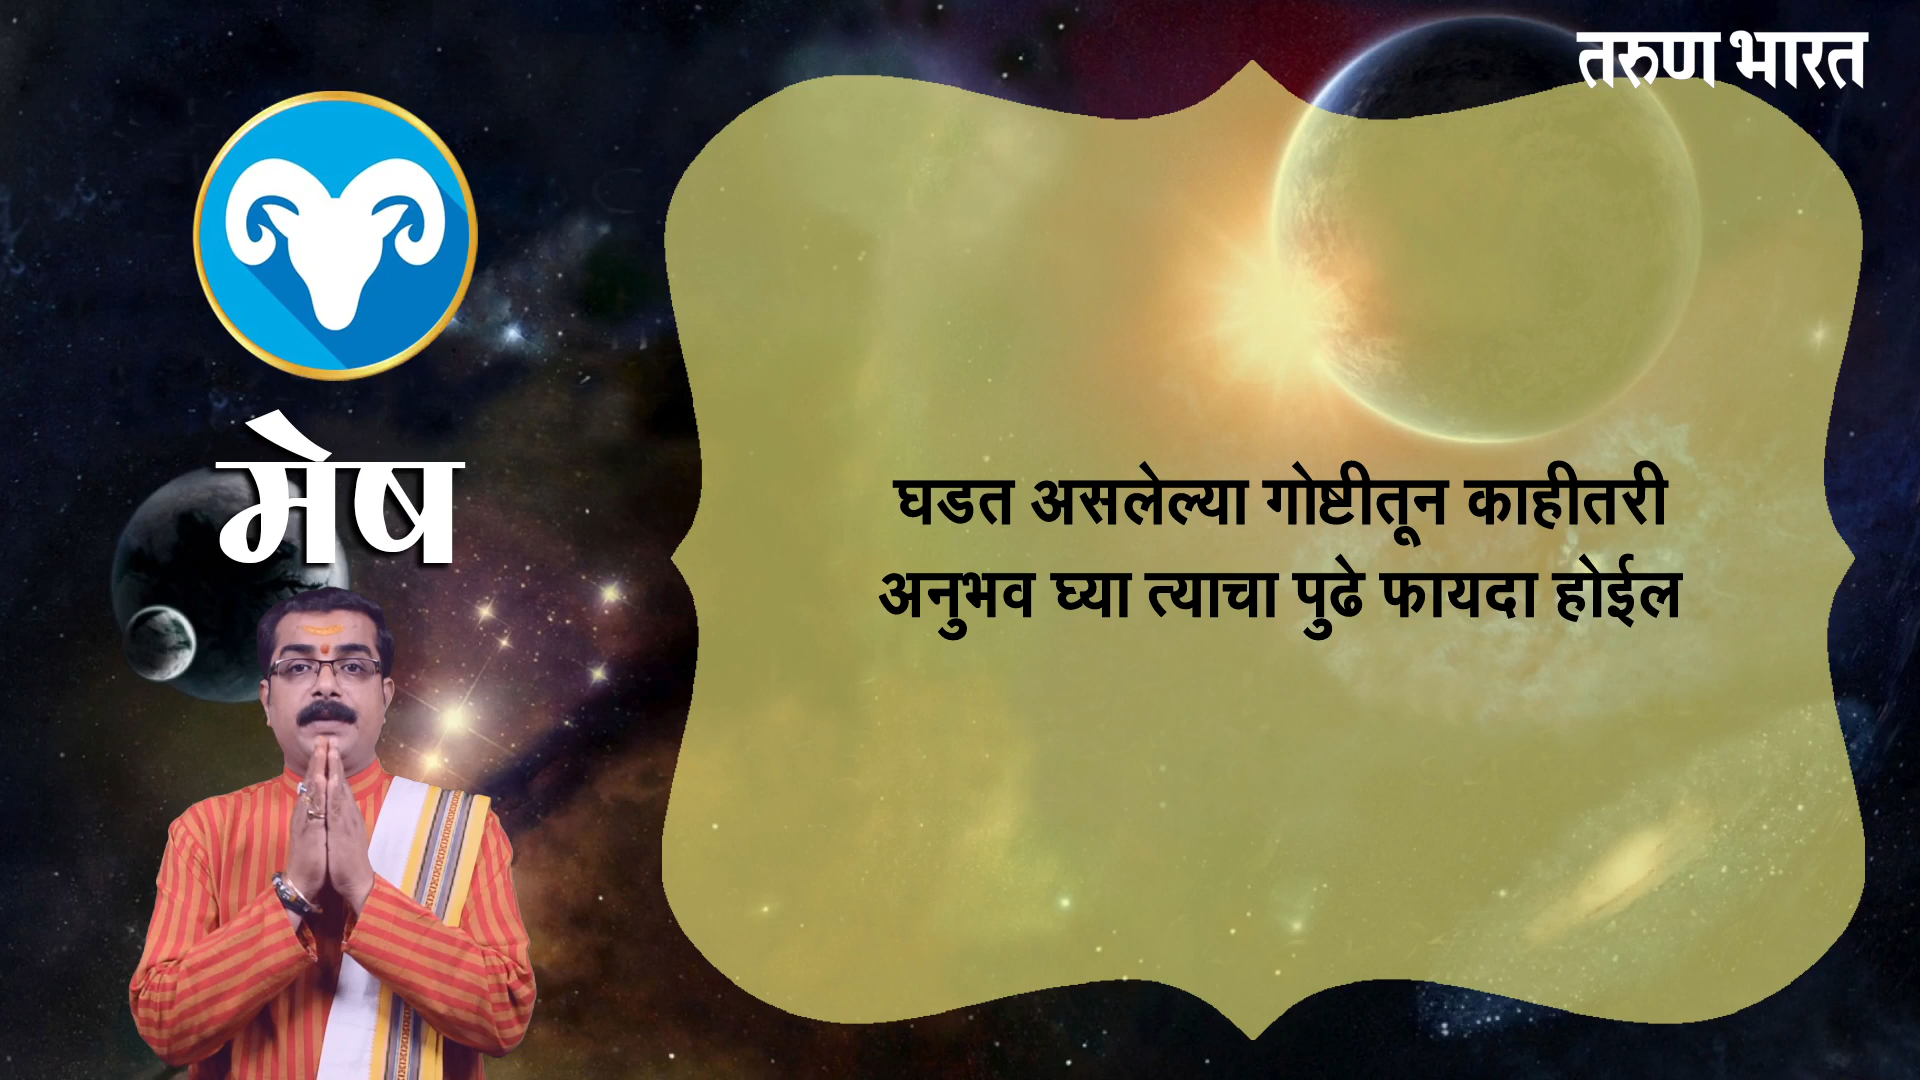 तरुण भारत
मेष
घडत असलेल्या गोष्टीतून काहीतरी
अनुभव घ्या त्याचा पुढे फायदा होईल